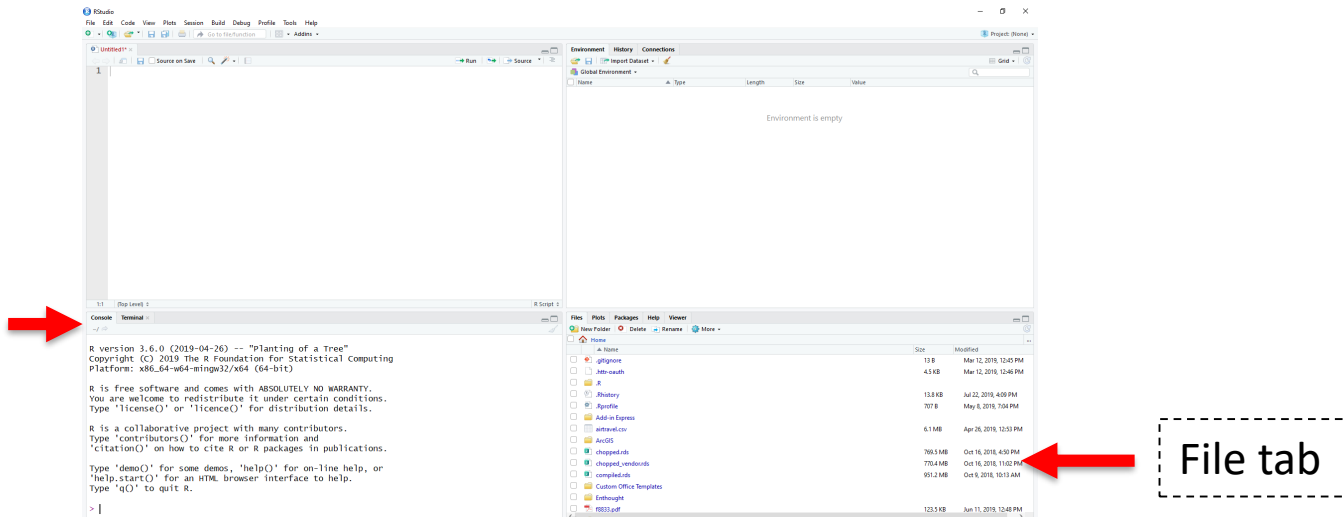 RStudio
File Edit Code View Plots Session Build Debug Profile Tools Help
Go to file/function Addins
Project: (None)
Untitled1*
Source on Save Run Source
1
1:1 (Top Level) R Script
Console Terminal
~/
R version 3.6.0 (2019-04-26) -- "Planting of a Tree"
Copyright (C) 2019 The R Foundation for Statistical Computing
Platform: x86_64-w64-mingw32/x64 (64-bit)
R is free software and comes with ABSOLUTELY NO WARRANTY.
You are welcome to redistribute it under certain conditions.
Type 'license()' or 'licence()' for distribution details.
R is a collaborative project with many contributors.
Type 'contributors()' for more information and
'citation()' on how to cite R or R packages in publications.
Type 'demo()' for some demos, 'help()' for on-line help, or
'help.start()' for an HTML browser interface to help.
Type 'q()' to quit R.
>
Environment History Connections
Import Dataset Grid
Global Environment
Name Type Length Size Value
Environment is empty
Files Plots Packages Help Viewer
New Folder Delete Rename More
Home
Name Size Modified
.gitignore 13 B Mar 12, 2019, 12:45 PM
.httr-oauth 4.5 KB Mar 12, 2019, 12:46 PM
.R
.Rhistory 13.8 KB Jul 22, 2019, 4:09 PM
.Rprofile 707 B May 8, 2019, 7:04 PM
Add-in Express
airtravel.csv 6.1 MB Apr 26, 2019, 12:53 PM
ArcGIS
chopped.rds 769.5 MB Oct 16, 2018, 4:50 PM
chopped_vendor.rds 770.4 MB Oct 16, 2018, 11:02 PM
compiled.rds 951.2 MB Oct 9, 2018, 10:13 AM
Custom Office Templates
Enthought
f8833.pdf 123.5 KB Jun 11, 2019, 12:48 PM
File tab